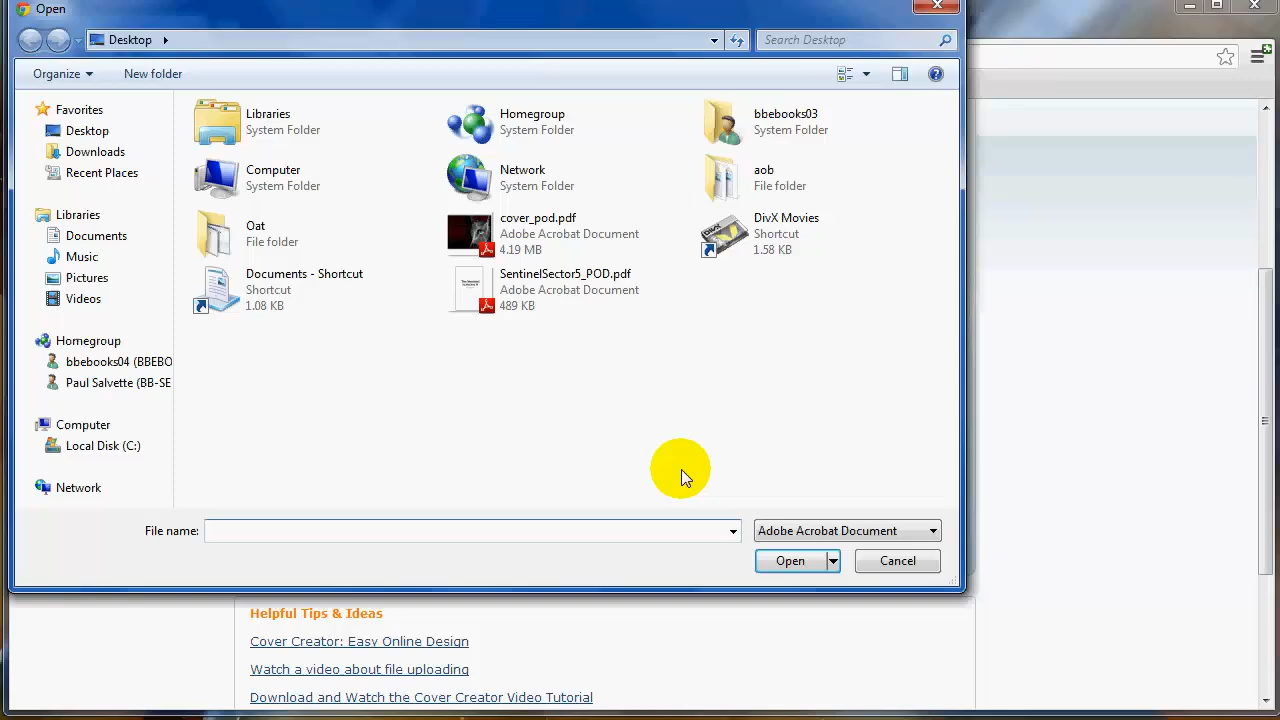 Open
Desktop
Search Desktop
Organize
New folder
Favorites
Desktop
Downloads
Recent Places
Libraries
Documents
Music
Pictures
Videos
Homegroup
bbebooks04 (BBEBO
Paul Salvette (BB-SE
Computer
Local Disk (C:)
Network
Libraries
System Folder
Homegroup
System Folder
bbebooks03
System Folder
Computer
System Folder
Network
System Folder
aob
File folder
Oat
File folder
cover_pod.pdf
Adobe Acrobat Document
4.19 MB
DivX Movies
Shortcut
1.58 KB
Documents - Shortcut
Shortcut
1.08 KB
SentinelSector5_POD.pdf
Adobe Acrobat Document
489 KB
File name:
Adobe Acrobat Document
Open
Cancel
Helpful Tips & Ideas
Cover Creator: Easy Online Design
Watch a video about file uploading
Download and Watch the Cover Creator Video Tutorial